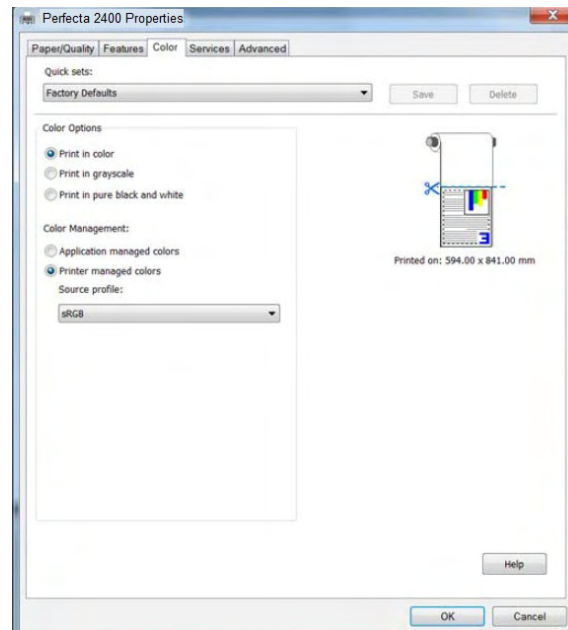 Perfecta 2400 Properties
Paper/Quality Features Color Services Advanced
Quick sets:
Factory Defaults
Save Delete
Color Options
Print in color
Print in grayscale
Print in pure black and white
Color Management:
Application managed colors
Printer managed colors
Source profile:
sRGB
3
Printed on: 594.00 x 841.00 mm
Help
OK Cancel